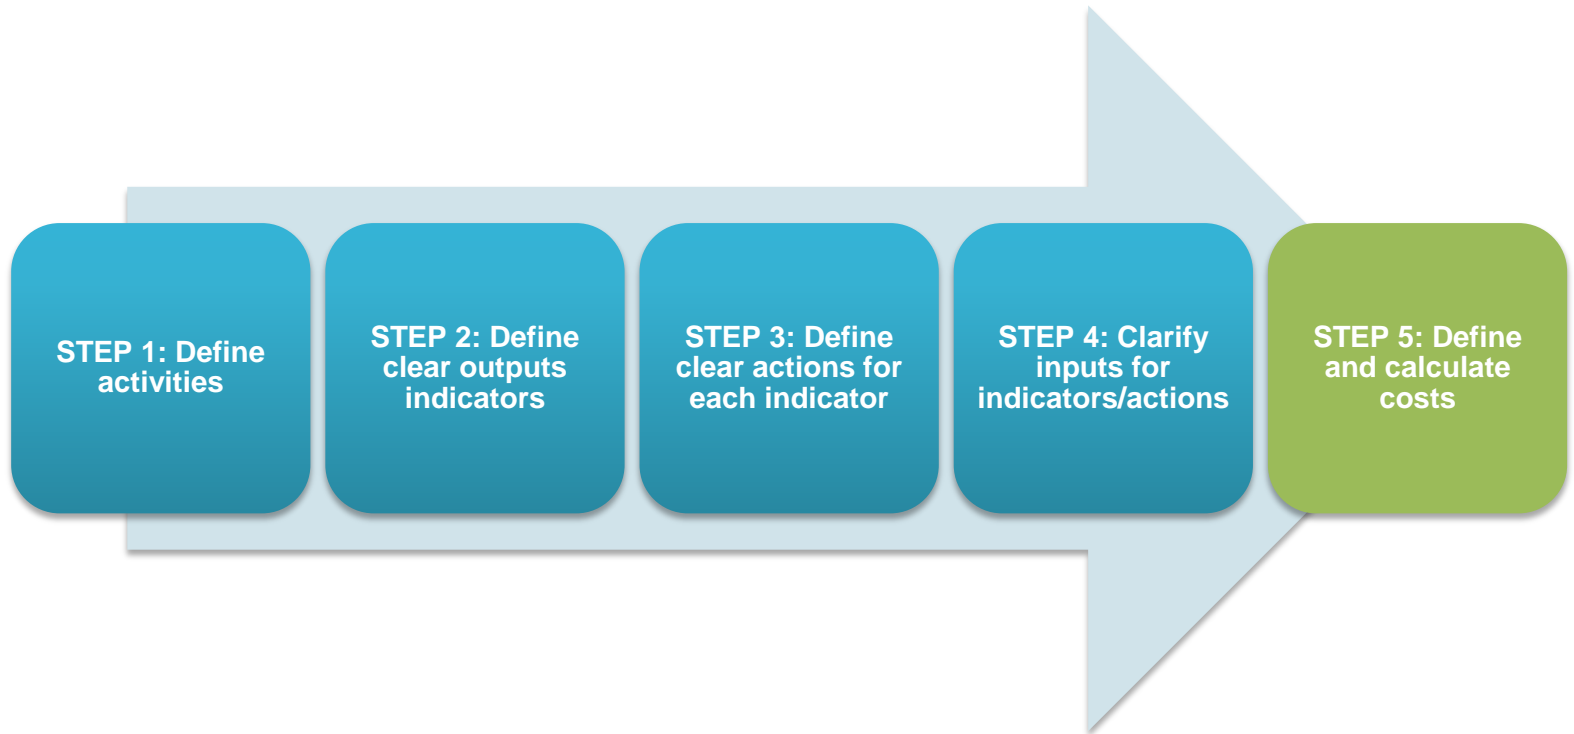 STEP 1: Define
activities
STEP 2: Define
clear outputs
indicators
STEP 3: Define
clear actions for
each indicator
STEP 4: Clarify
inputs for
indicators/actions
STEP 5: Define
and calculate
costs